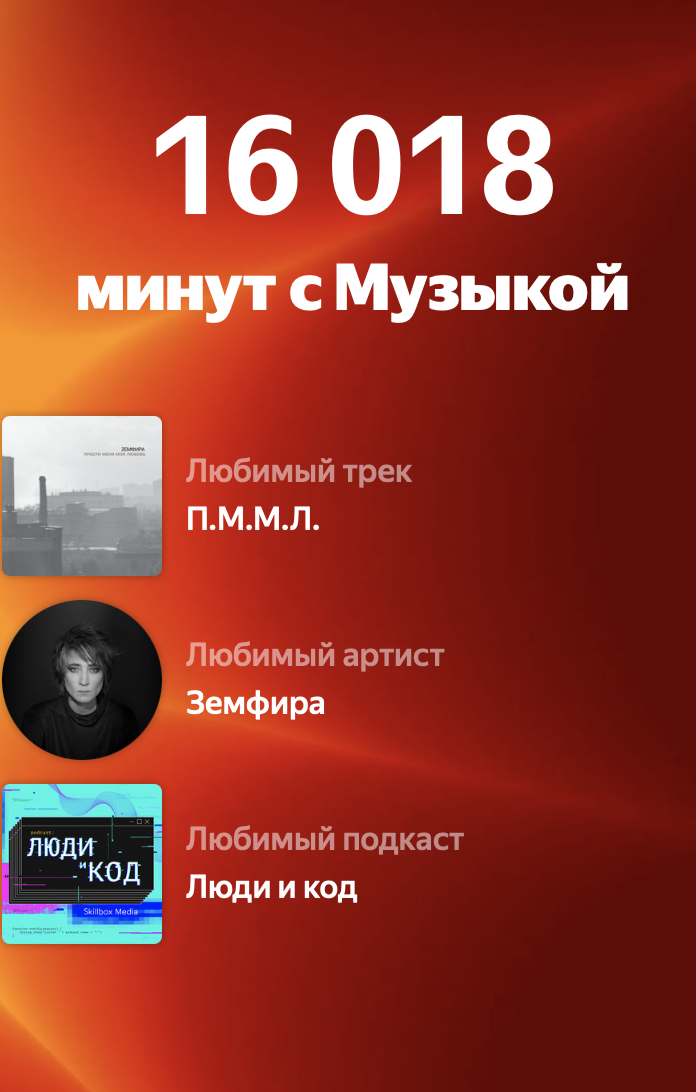 16 018
минут с Музыкой
ZЕМФИРА
ПРОСТИ МЕНЯ МОЯ ЛЮБОВЬ
Любимый трек
П.М.М.Л.
Любимый артист
Земфира
podcast:
ЛЮДИ
и КОД
Skillbox Media
Любимый подкаст
Люди и код